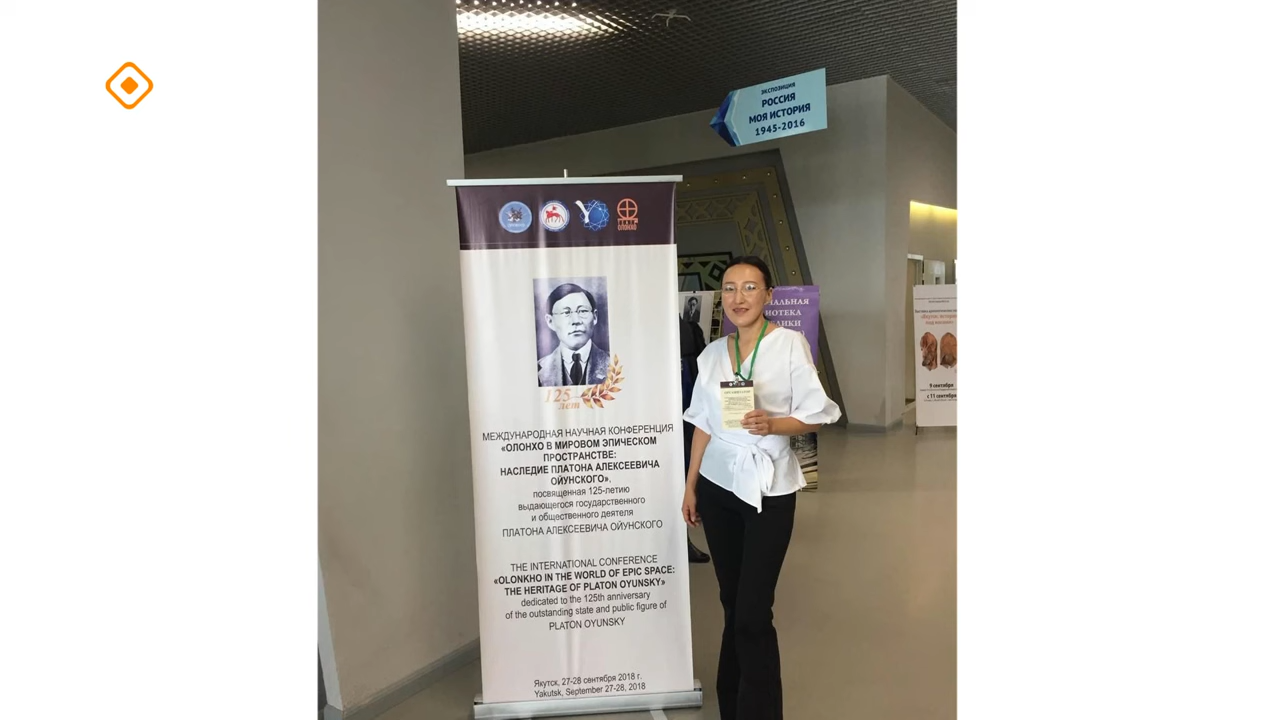 ЭКСПОЗИЦИЯ
РОССИЯ
МОЯ ИСТОРИЯ
1945-2016
ОЛОНХО
125
лет
МЕЖДУНАРОДНАЯ НАУЧНАЯ КОНФЕРЕНЦИЯ
«ОЛОНХО В МИРОВОМ ЭПИЧЕСКОМ
ПРОСТРАНСТВЕ:
НАСЛЕДИЕ ПЛАТОНА АЛЕКСЕЕВИЧА
ОЙУНСКОГО»,
посвященная 125-летию
выдающегося государственного
и общественного деятеля
ПЛАТОНА АЛЕКСЕЕВИЧА ОЙУНСКОГО
THE INTERNATIONAL CONFERENCE
«OLONKHO IN THE WORLD OF EPIC SPACE:
THE HERITAGE OF PLATON OYUNSKY»
dedicated to the 125th anniversary
of the outstanding state and public figure of
PLATON OYUNSKY
Якутск, 27-28 сентября 2018 г.
Yakutsk, September 27-28, 2018
9 сентября
с 11 сентября